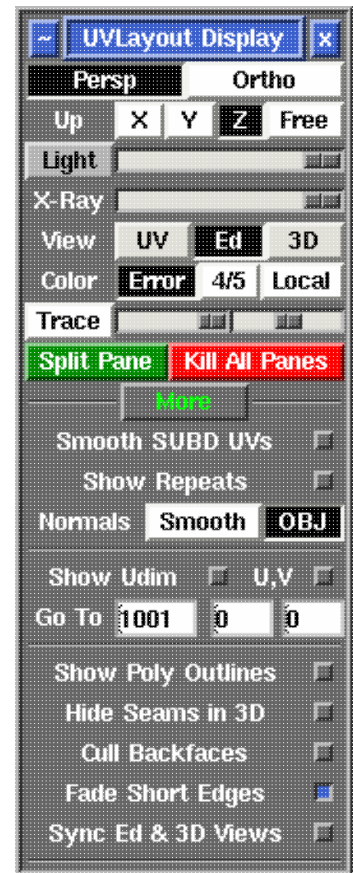 ~ UVLayout Display x
Persp Ortho
Up X Y Z Free
Light
X-Ray
View UV Ed 3D
Color Error 4/5 Local
Trace
Split Pane Kill All Panes
More
Smooth SUBD UVs
Show Repeats
Normals Smooth OBJ
Show Udim U,V
Go To 1001 0 0
Show Poly Outlines
Hide Seams in 3D
Cull Backfaces
Fade Short Edges
Sync Ed & 3D Views